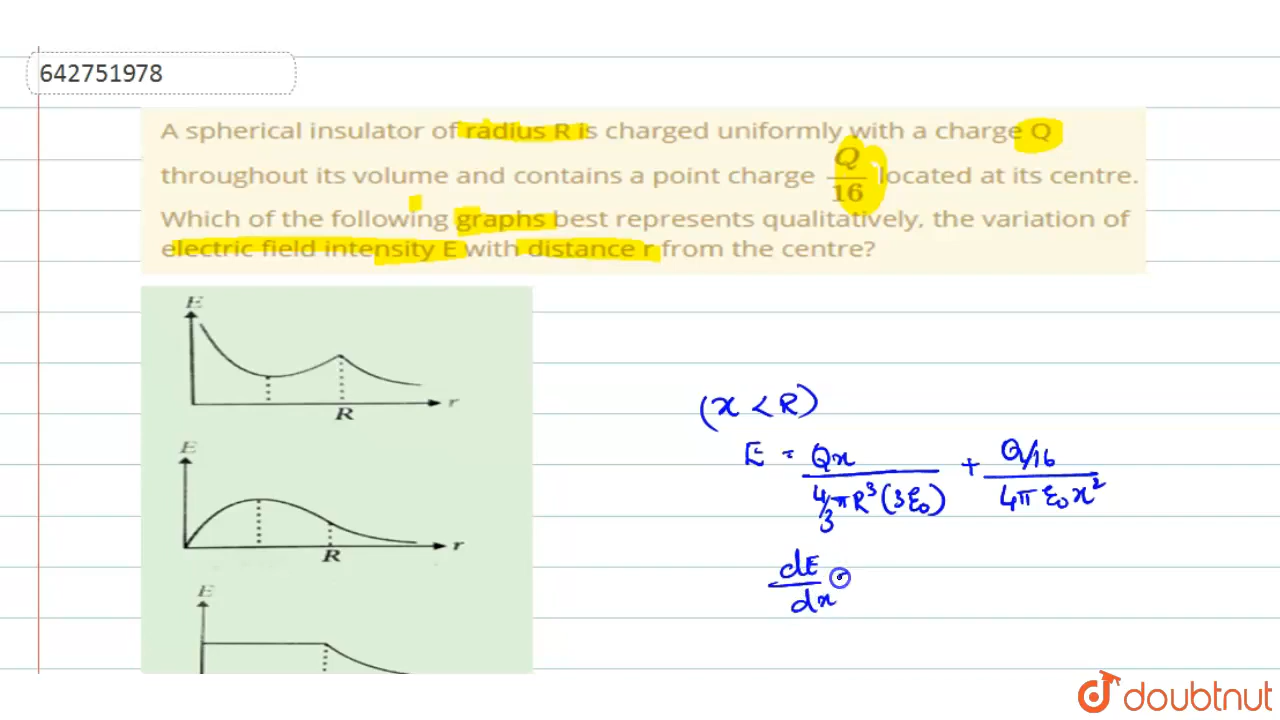 642751978
A spherical insulator of radius R is charged uniformly with a charge Q
throughout its volume and contains a point charge Q/16 located at its centre.
Which of the following graphs best represents qualitatively, the variation of
electric field intensity E with distance r from the centre?
E
r
R
E
r
R
E
(x < R)
E = Qx / 4/3 πR³(3ε₀) + Q/16 / 4π ε₀x²
dE
dx
doubtnut